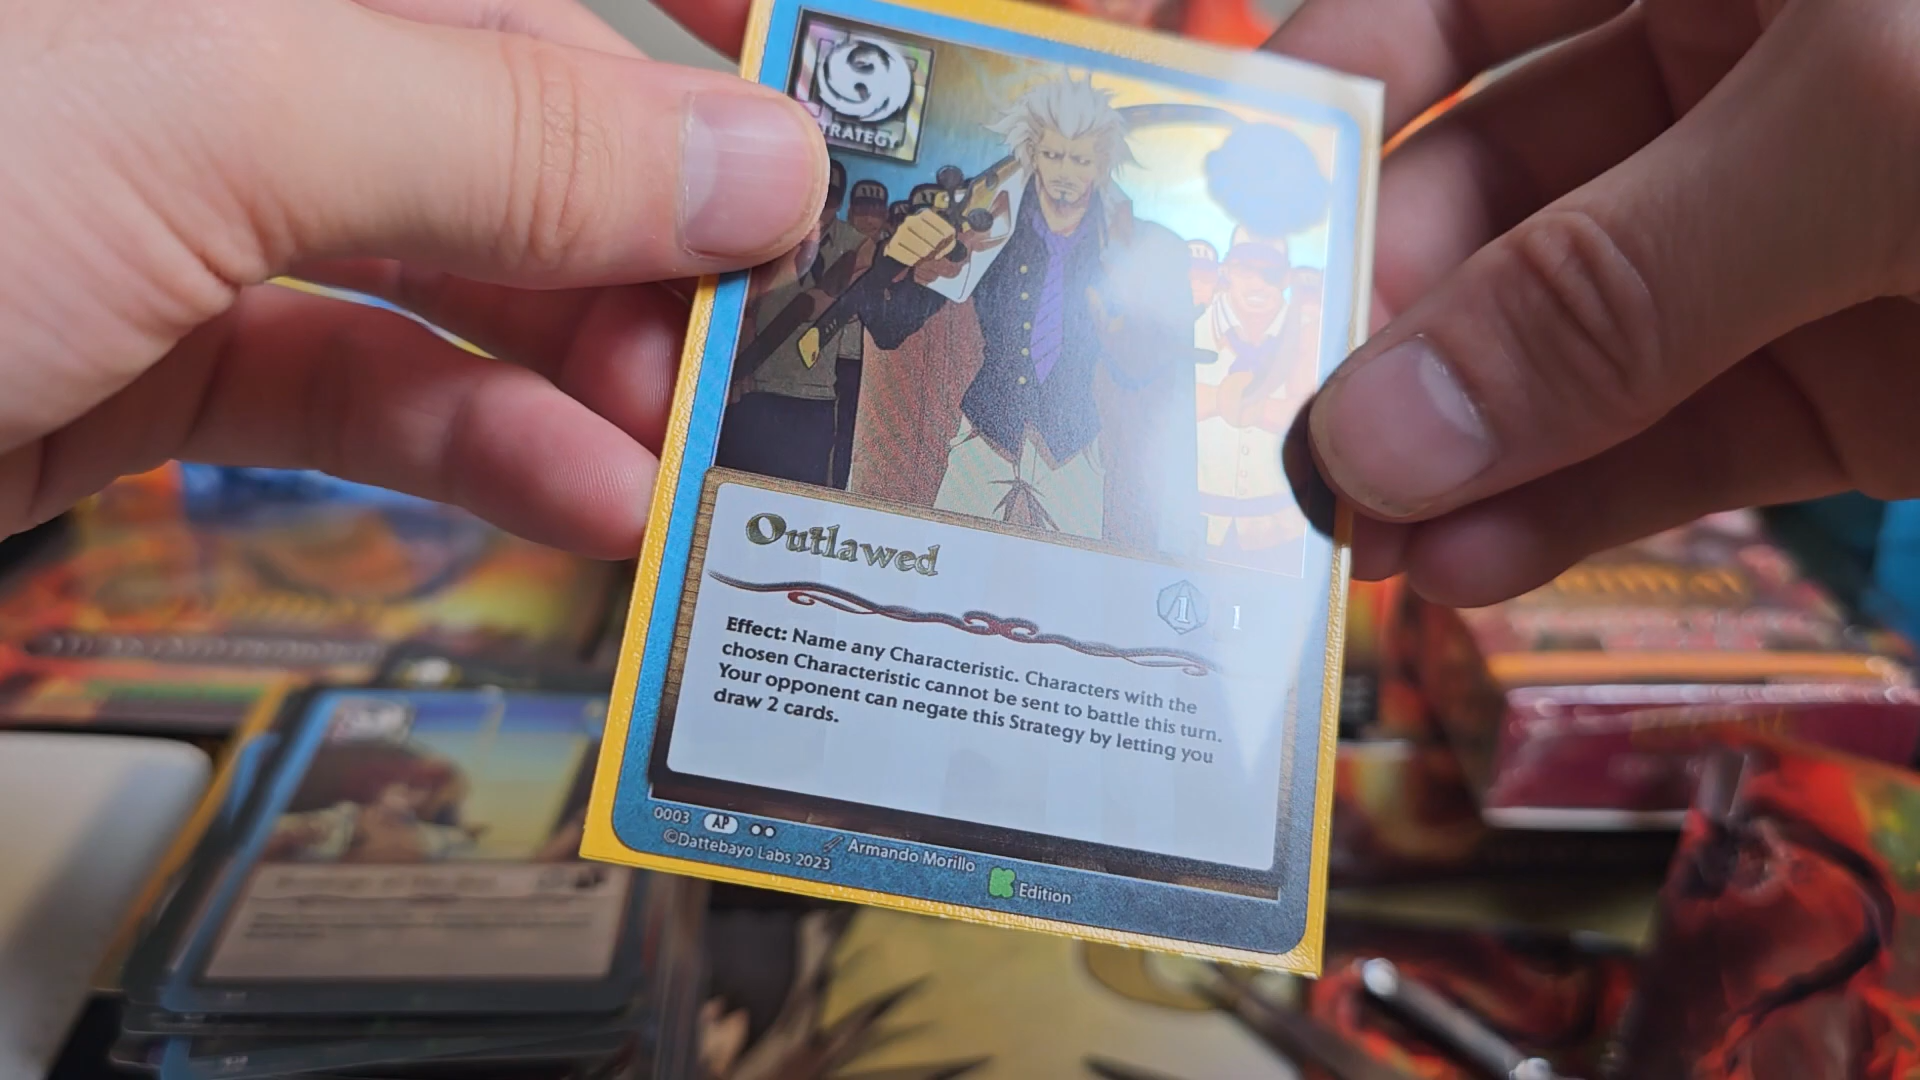 STRATEGY
Outlawed
1 1
Effect: Name any Characteristic. Characters with the
chosen Characteristic cannot be sent to battle this turn.
Your opponent can negate this Strategy by letting you
draw 2 cards.
0003 AP Armando Morillo
©Dattebayo Labs 2023 K Edition